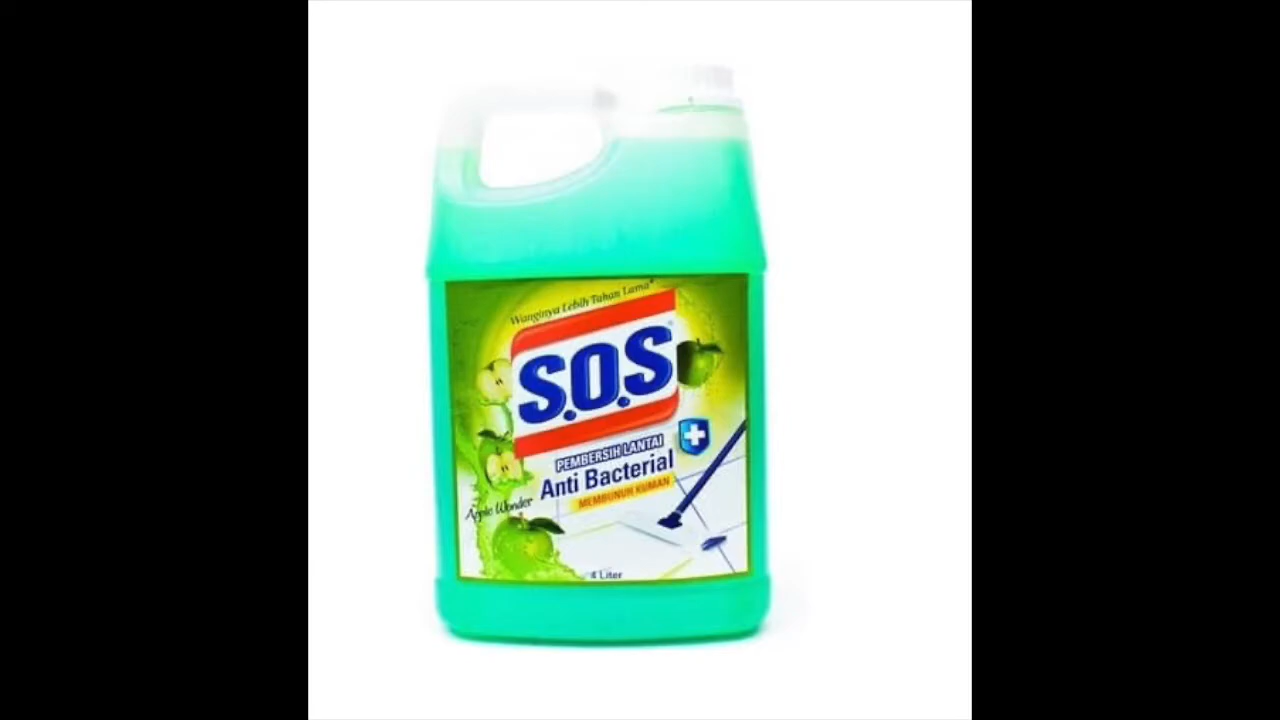 Wanginya Lebih Tahan Lama*
S.O.S
PEMBERSIH LANTAI
Anti Bacterial
MEMBUNUH KUMAN
Apple Wonder
4 Liter